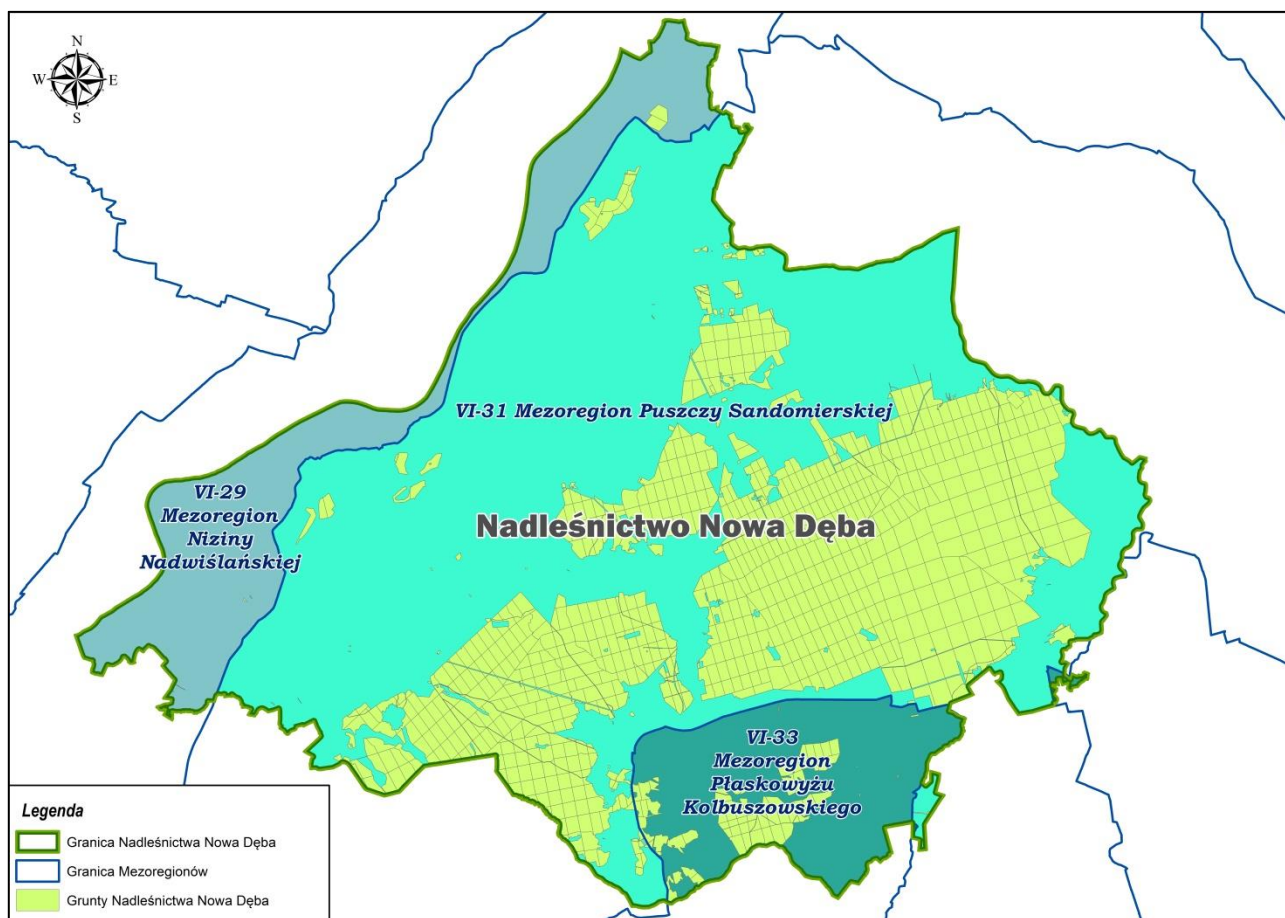 N
W E
S
VI-31 Mezoregion Puszczy Sandomierskiej
VI-29
Mezoregion
Niziny
Nadwiślańskiej
Nadleśnictwo Nowa Dęba
VI-33
Mezoregion
Płaskowyżu
Kolbuszowskiego
Legenda
Granica Nadleśnictwa Nowa Dęba
Granica Mezoregionów
Grunty Nadleśnictwa Nowa Dęba